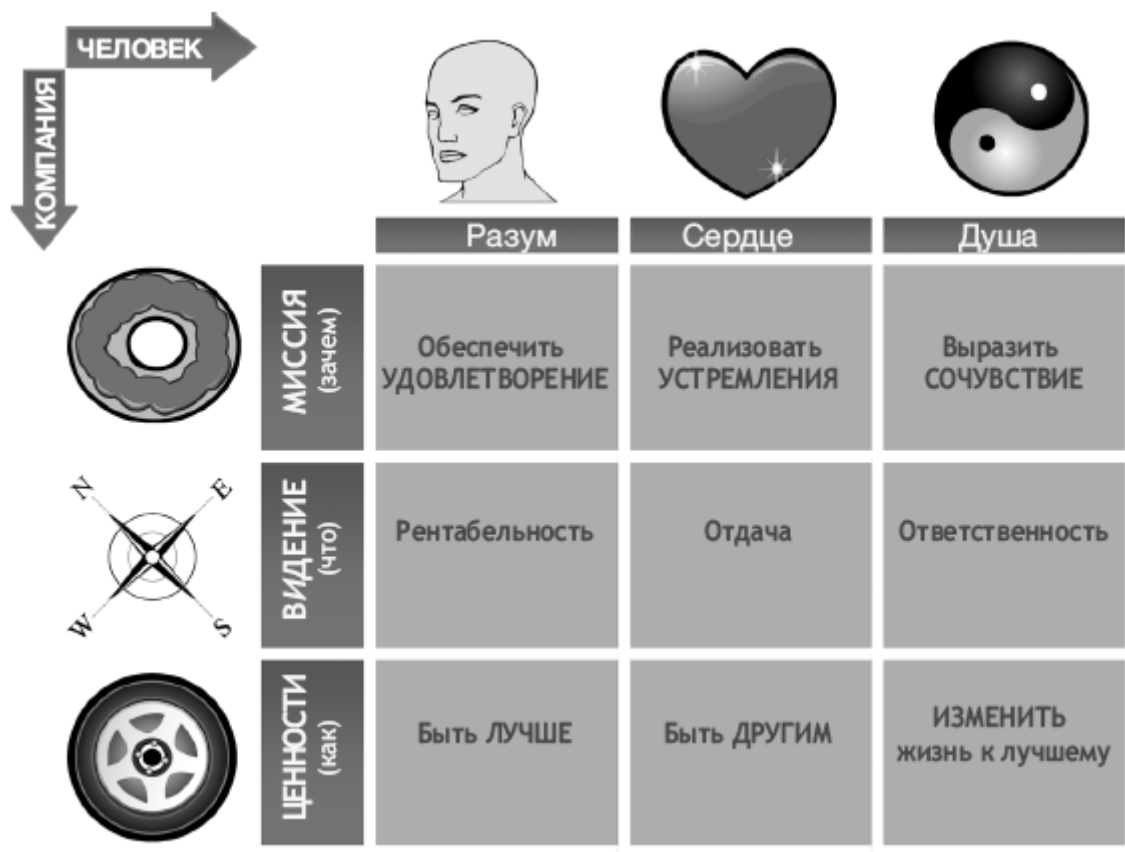 ЧЕЛОВЕК
КОМПАНИЯ
Разум
Сердце
Душа
МИССИЯ
(зачем)
Обеспечить
УДОВЛЕТВОРЕНИЕ
Реализовать
УСТРЕМЛЕНИЯ
Выразить
СОЧУВСТВИЕ
N
E
W
S
ВИДЕНИЕ
(что)
Рентабельность
Отдача
Ответственность
ЦЕННОСТИ
(как)
Быть ЛУЧШЕ
Быть ДРУГИМ
ИЗМЕНИТЬ
жизнь к лучшему